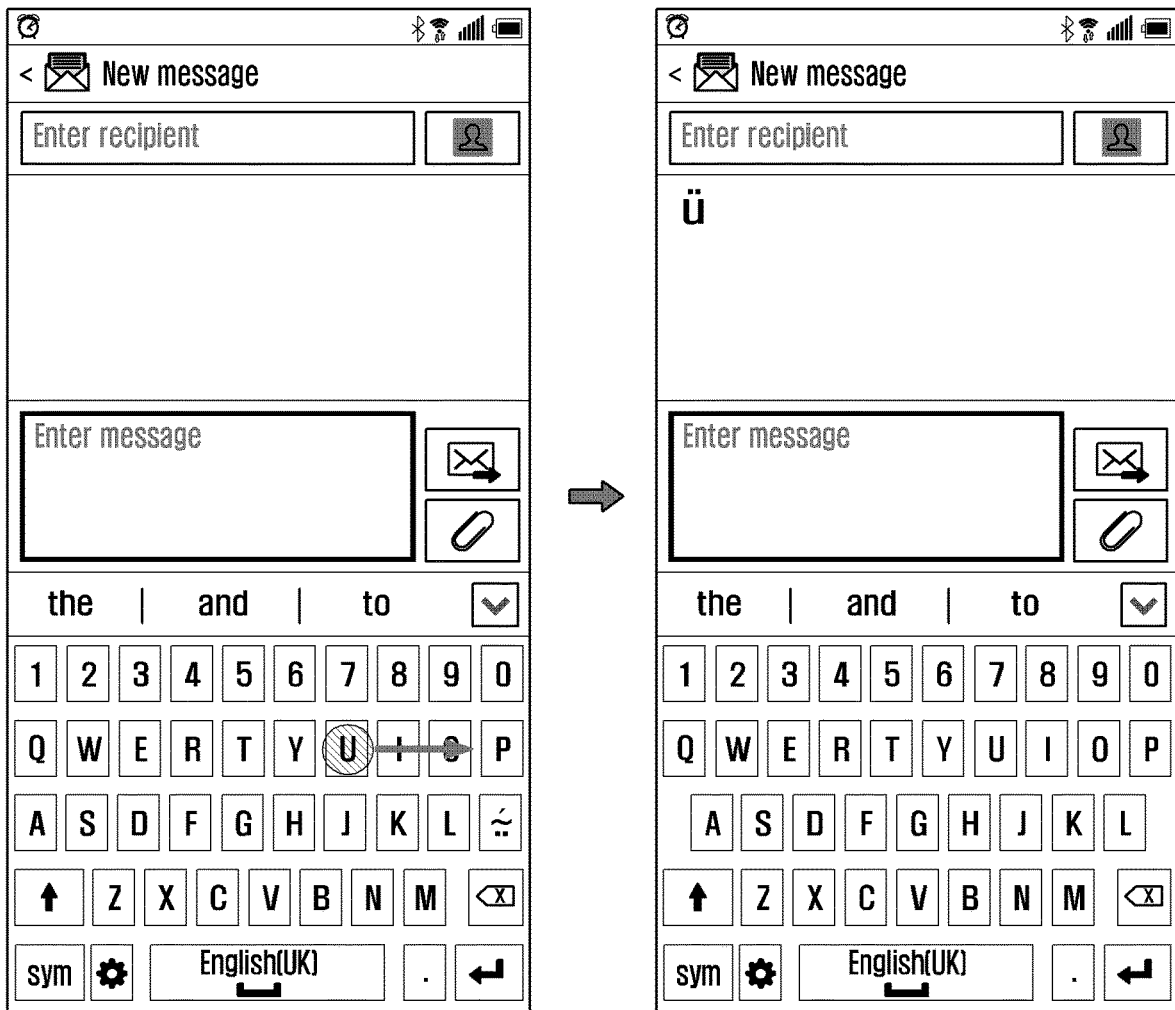 < New message
Enter recipient
Enter message
the | and | to
1 2 3 4 5 6 7 8 9 0
Q W E R T Y U I O P
A S D F G H J K L
Z X C V B N M X
sym English(UK) .
< New message
Enter recipient
ü
Enter message
the | and | to
1 2 3 4 5 6 7 8 9 0
Q W E R T Y U I O P
A S D F G H J K L
Z X C V B N M X
sym English(UK) .